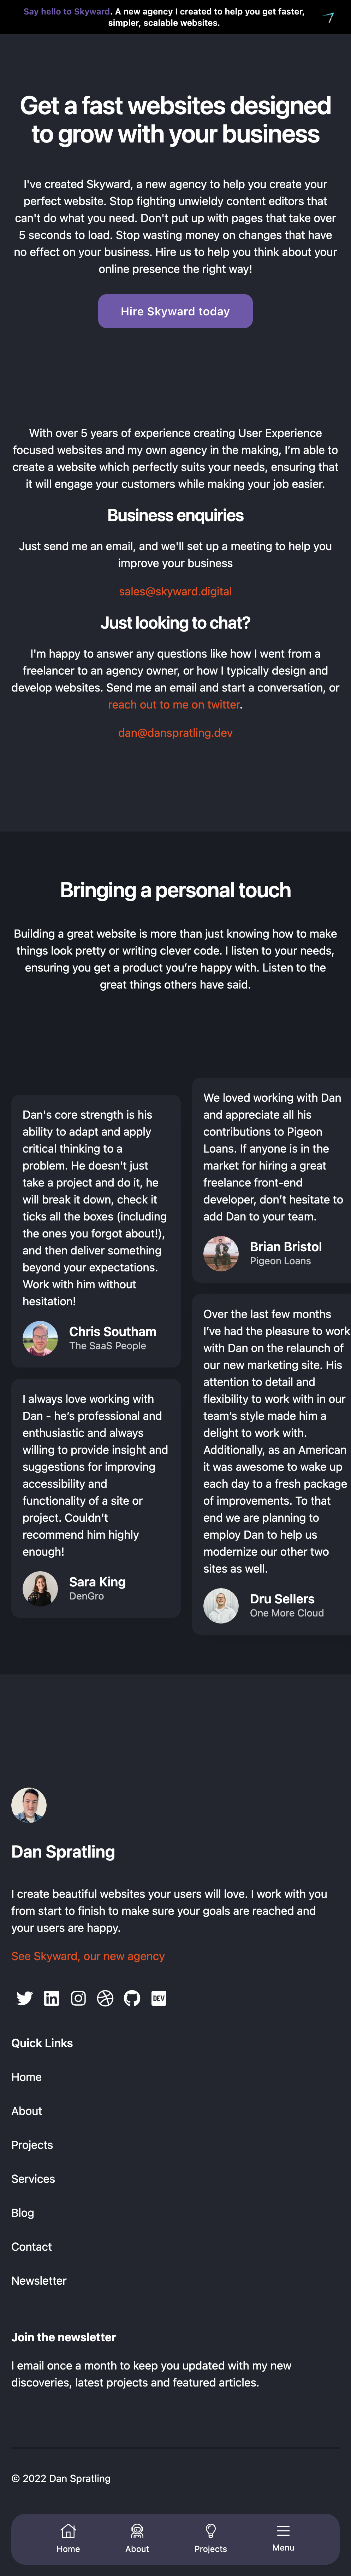 Say hello to Skyward. A new agency I created to help you get faster,
simpler, scalable websites.
Get a fast websites designed
to grow with your business
I've created Skyward, a new agency to help you create your
perfect website. Stop fighting unwieldy content editors that
can't do what you need. Don't put up with pages that take over
5 seconds to load. Stop wasting money on changes that have
no effect on your business. Hire us to help you think about your
online presence the right way!
Hire Skyward today
With over 5 years of experience creating User Experience
focused websites and my own agency in the making, I’m able to
create a website which perfectly suits your needs, ensuring that
it will engage your customers while making your job easier.
Business enquiries
Just send me an email, and we'll set up a meeting to help you
improve your business
sales@skyward.digital
Just looking to chat?
I'm happy to answer any questions like how I went from a
freelancer to an agency owner, or how I typically design and
develop websites. Send me an email and start a conversation, or
reach out to me on twitter.
dan@danspratling.dev
Bringing a personal touch
Building a great website is more than just knowing how to make
things look pretty or writing clever code. I listen to your needs,
ensuring you get a product you’re happy with. Listen to the
great things others have said.
Dan's core strength is his
ability to adapt and apply
critical thinking to a
problem. He doesn't just
take a project and do it, he
will break it down, check it
ticks all the boxes (including
the ones you forgot about!),
and then deliver something
beyond your expectations.
Work with him without
hesitation!
Chris Southam
The SaaS People
I always love working with
Dan - he’s professional and
enthusiastic and always
willing to provide insight and
suggestions for improving
accessibility and
functionality of a site or
project. Couldn’t
recommend him highly
enough!
Sara King
DenGro
We loved working with Dan
and appreciate all his
contributions to Pigeon
Loans. If anyone is in the
market for hiring a great
freelance front-end
developer, don’t hesitate to
add Dan to your team.
Brian Bristol
Pigeon Loans
Over the last few months
I’ve had the pleasure to work
with Dan on the relaunch of
our new marketing site. His
attention to detail and
flexibility to work with in our
team’s style made him a
delight to work with.
Additionally, as an American
it was awesome to wake up
each day to a fresh package
of improvements. To that
end we are planning to
employ Dan to help us
modernize our other two
sites as well.
Dru Sellers
One More Cloud
Dan Spratling
I create beautiful websites your users will love. I work with you
from start to finish to make sure your goals are reached and
your users are happy.
See Skyward, our new agency
DEV
Quick Links
Home
About
Projects
Services
Blog
Contact
Newsletter
Join the newsletter
I email once a month to keep you updated with my new
discoveries, latest projects and featured articles.
© 2022 Dan Spratling
Home
About
Projects
Menu